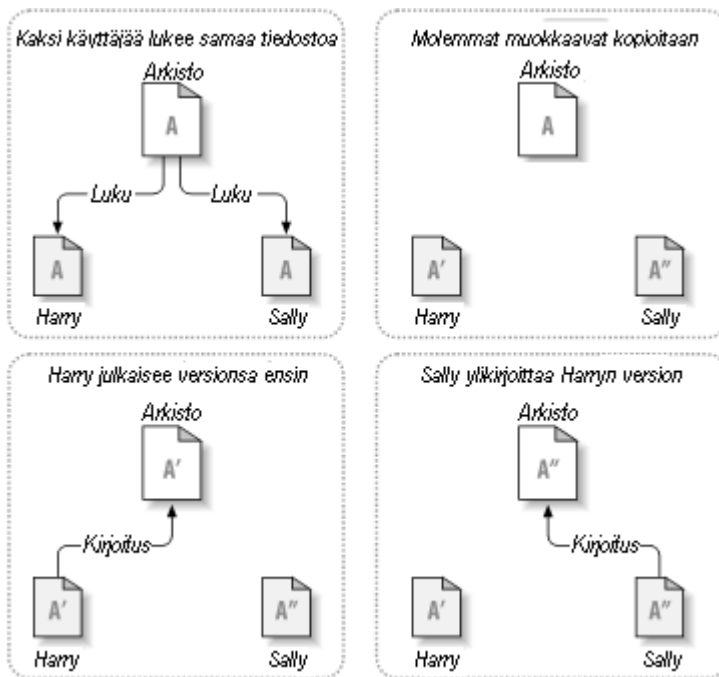 Kaksi käyttäjää lukee samaa tiedostoa
Arkisto
A
Luku
Luku
A
A
Harry
Sally
Molemmat muokkaavat kopioitaan
Arkisto
A
A'
A"
Harry
Sally
Harry julkaisee versionsa ensin
Arkisto
A'
Kirjoitus
A'
A"
Harry
Sally
Sally ylikirjoittaa Harryn version
Arkisto
A"
Kirjoitus
A'
A"
Harry
Sally